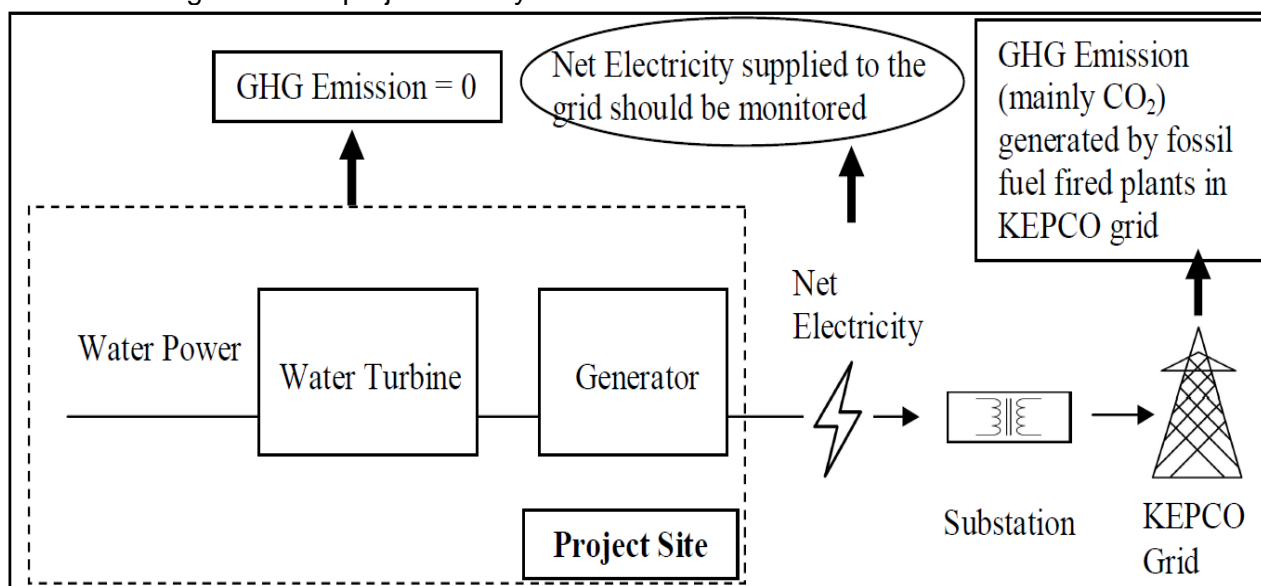 GHG Emission = 0
Net Electricity supplied to the
grid should be monitored
GHG Emission
(mainly CO₂)
generated by fossil
fuel fired plants in
KEPCO grid
Water Power
Water Turbine
Generator
Net
Electricity
Substation
KEPCO
Grid
Project Site